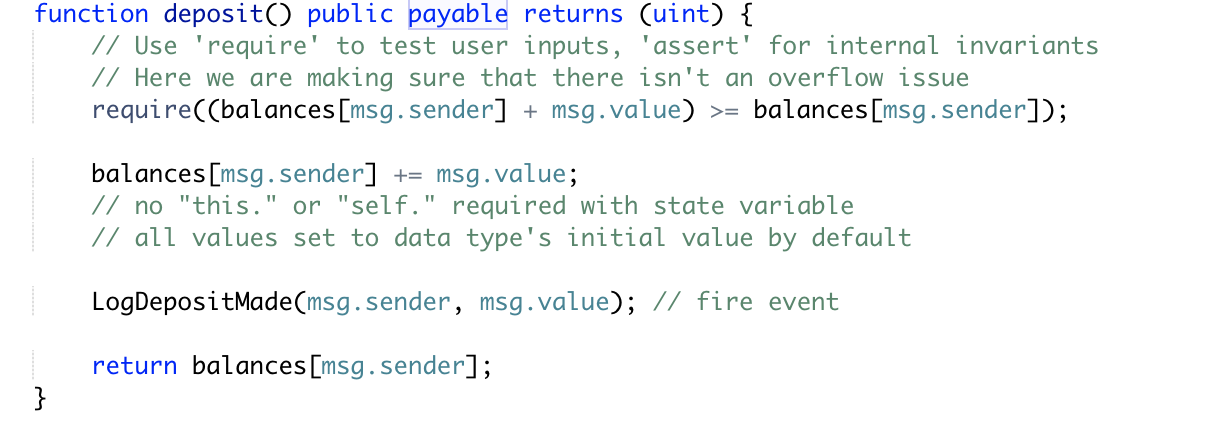 function deposit() public payable returns (uint) {
// Use 'require' to test user inputs, 'assert' for internal invariants
// Here we are making sure that there isn't an overflow issue
require((balances[msg.sender] + msg.value) >= balances[msg.sender]);
balances[msg.sender] += msg.value;
// no "this." or "self." required with state variable
// all values set to data type's initial value by default
LogDepositMade(msg.sender, msg.value); // fire event
return balances[msg.sender];
}